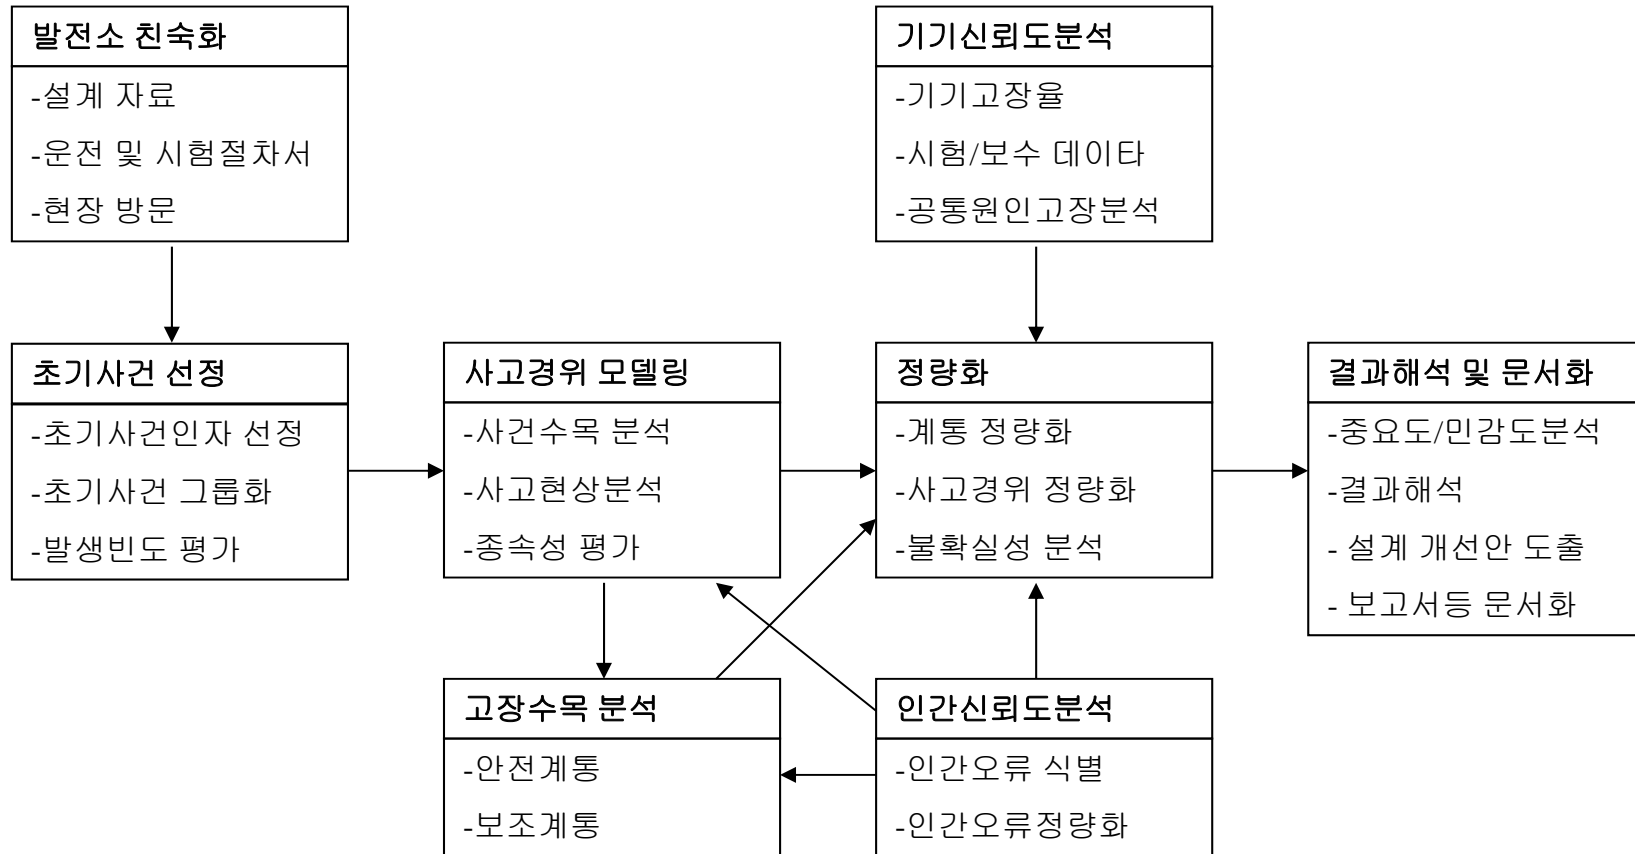 발전소 친숙화
-설계 자료
-운전 및 시험절차서
-현장 방문
기기신뢰도분석
-기기고장율
-시험/보수 데이타
-공통원인고장분석
초기사건 선정
-초기사건인자 선정
-초기사건 그룹화
-발생빈도 평가
사고경위 모델링
-사건수목 분석
-사고현상분석
-종속성 평가
정량화
-계통 정량화
-사고경위 정량화
-불확실성 분석
결과해석 및 문서화
-중요도/민감도분석
-결과해석
- 설계 개선안 도출
- 보고서등 문서화
고장수목 분석
-안전계통
-보조계통
인간신뢰도분석
-인간오류 식별
-인간오류정량화